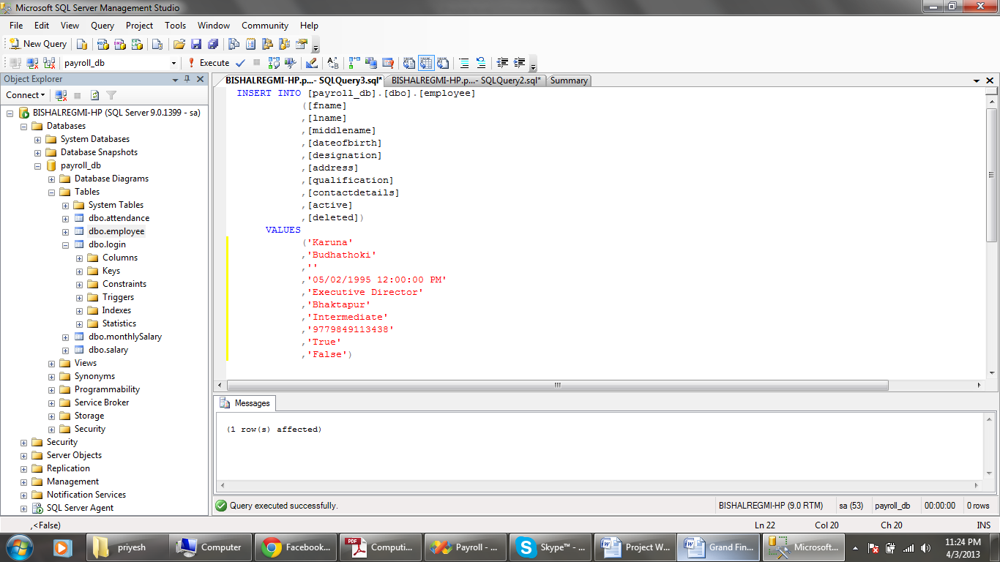 Microsoft SQL Server Management Studio
File Edit View Query Project Tools Window Community Help
New Query
payroll_db Execute
Object Explorer
Connect
BISHALREGMI-HP (SQL Server 9.0.1399 - sa)
Databases
System Databases
Database Snapshots
payroll_db
Database Diagrams
Tables
System Tables
dbo.attendance
dbo.employee
dbo.login
Columns
Keys
Constraints
Triggers
Indexes
Statistics
dbo.monthlySalary
dbo.salary
Views
Synonyms
Programmability
Service Broker
Storage
Security
Security
Server Objects
Replication
Management
Notification Services
SQL Server Agent
BISHALREGMI-HP.p...- SQLQuery3.sql* BISHALREGMI-HP.p...- SQLQuery2.sql* Summary
INSERT INTO [payroll_db].[dbo].[employee]
([fname]
,[lname]
,[middlename]
,[dateofbirth]
,[designation]
,[address]
,[qualification]
,[contactdetails]
,[active]
,[deleted])
VALUES
('Karuna'
,'Budhathoki'
,''
,'05/02/1995 12:00:00 PM'
,'Executive Director'
,'Bhaktapur'
,'Intermediate'
,'9779849113438'
,'True'
,'False')
Messages
(1 row(s) affected)
Query executed successfully. BISHALREGMI-HP (9.0 RTM) sa (53) payroll_db 00:00:00 0 rows
,<False) Ln 22 Col 20 Ch 20 INS
priyesh Computer Facebook... PDF Computi... Payroll - ... Skype™ - ... Project W... Grand Fin... Microsoft...
11:24 PM
4/3/2013